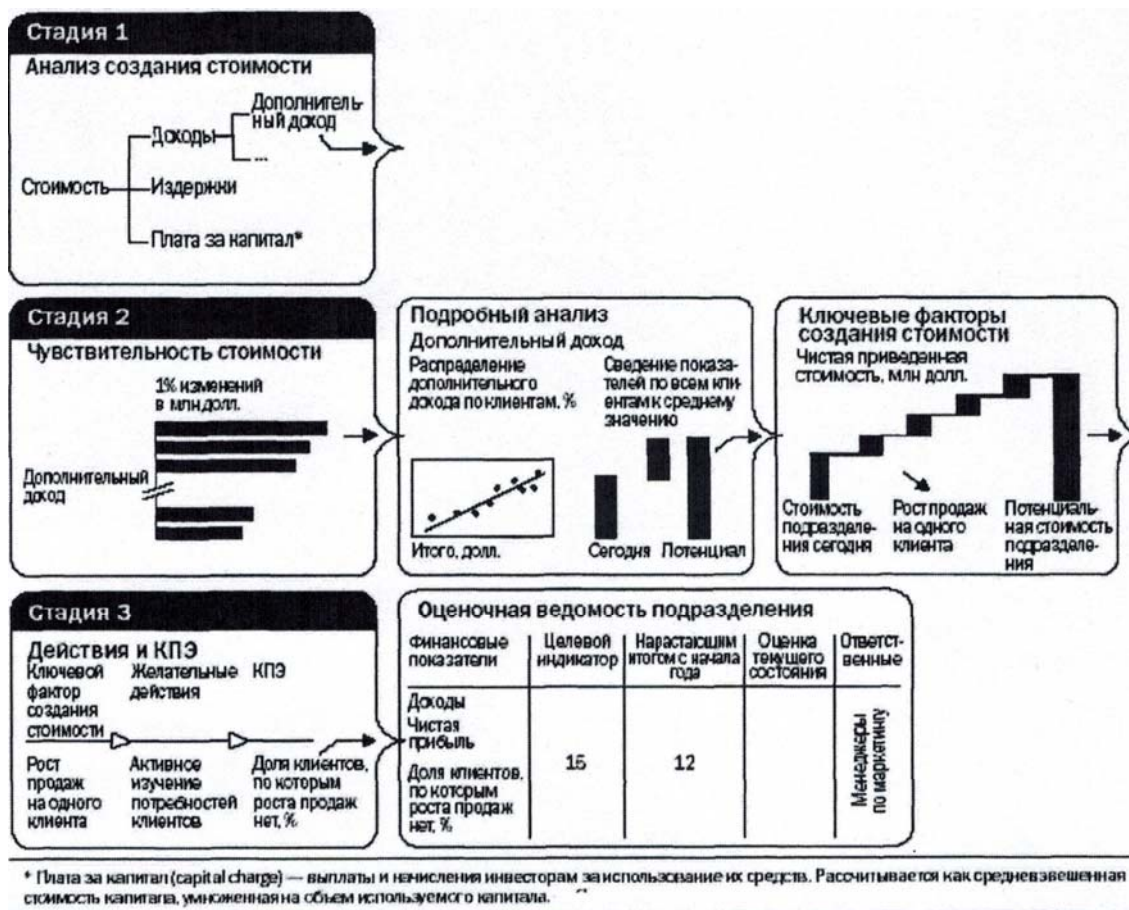 Стадия 1
Анализ создания стоимости
Дополнитель-
ный доход
Доходы
...
Стоимость
Издержки
Плата за капитал*
Стадия 2
Чувствительность стоимости
1% изменений
в млн долл.
Дополнительный
доход
Подробный анализ
Дополнительный доход
Распределение
дополнительного
дохода по клиентам, %
Итого, долл.
Сведение показа-
телей по всем кли-
ентам к среднему
значению
Сегодня Потенциал
Ключевые факторы
создания стоимости
Чистая приведенная
стоимость, млн долл.
Стоимость
подразделе-
ния сегодня
Рост продаж
на одного
клиента
Потенциаль-
ная стоимость
подразделе-
ния
Стадия 3
Действия и КПЭ
Ключевой
фактор
создания
стоимости
Желательные
действия
КПЭ
Рост
продаж
на одного
клиента
Активное
изучение
потребностей
клиентов
Доля клиентов,
по которым
роста продаж
нет, %
Оценочная ведомость подразделения
Финансовые
показатели
Целевой
индикатор
Нарастающим
итогом с начала
года
Оценка
текущего
состояния
Ответст-
венные
Доходы
Чистая
прибыль
Доля клиентов,
по которым
роста продаж
нет, %
15
12
Менеджеры
по маркетингу
* Плата за капитал (capital charge) — выплаты и начисления инвесторам за использование их средств. Рассчитывается как средневзвешенная
стоимость капитала, умноженная на объем используемого капитала.